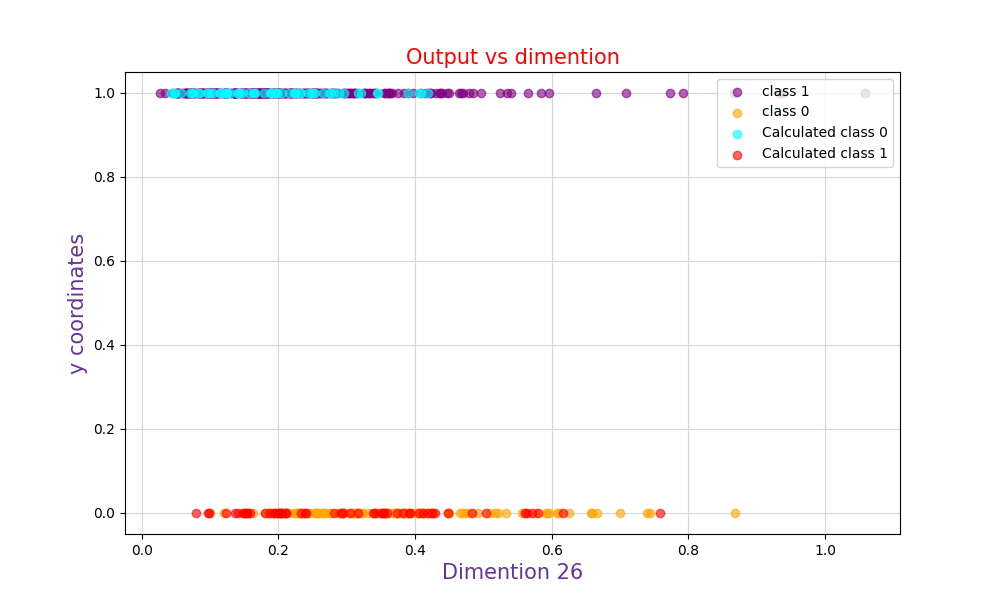 Output vs dimention
class 1
class 0
Calculated class 0
Calculated class 1
y coordinates
1.0
0.8
0.6
0.4
0.2
0.0
0.0 0.2 0.4 0.6 0.8 1.0
Dimention 26